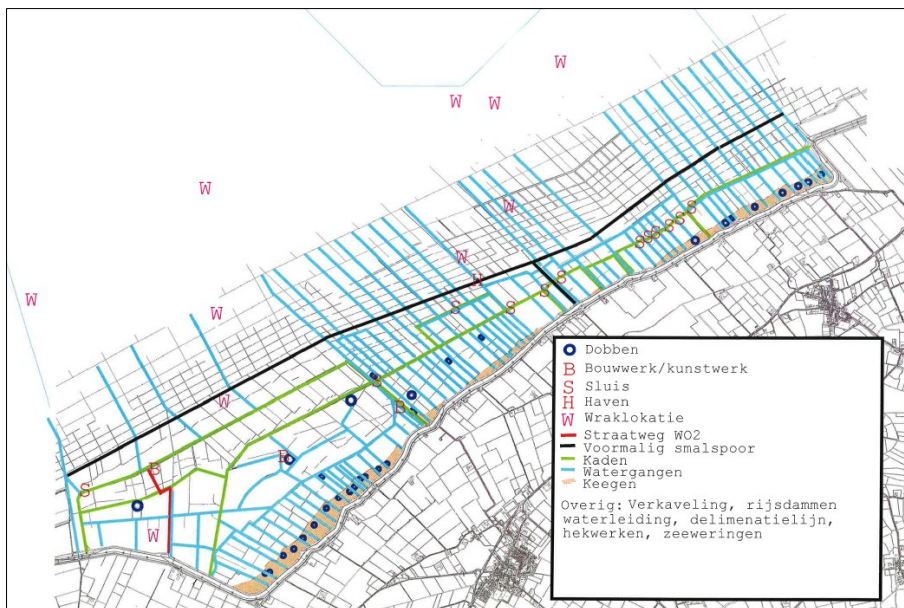 W
W W
W
W
S
S
S
S
S
S
W
S
H
S
W
S S
W
S
W
B
B
B
S
W
Dobben
B Bouwwerk/kunstwerk
S Sluis
H Haven
W Wraklokatie
Straatweg WO2
Voormalig smalspoor
Kaden
Watergangen
Keegen
Overig: Verkaveling, rijsdammen
waterleiding, delimenatielijn,
hekwerken, zeeweringen